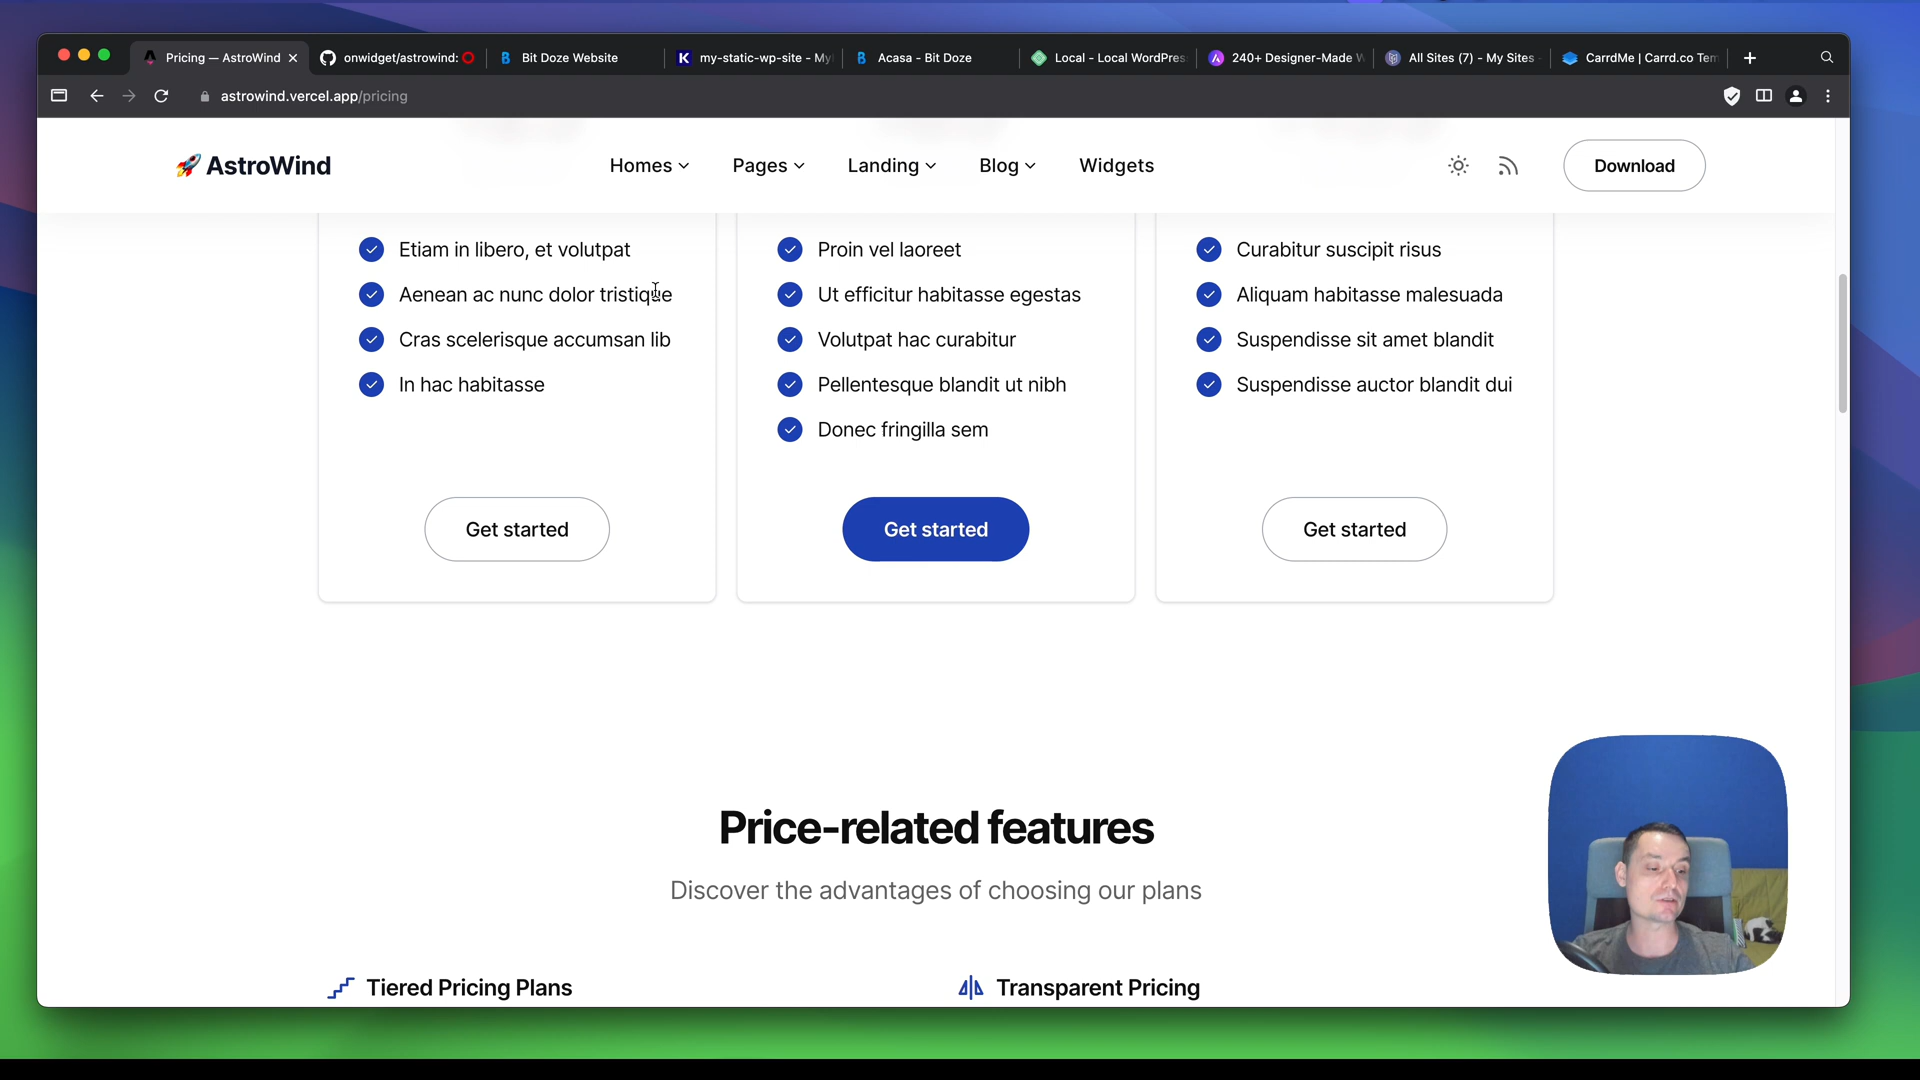 Pricing — AstroWind
onwidget/astrowind:
Bit Doze Website
my-static-wp-site - My
Acasa - Bit Doze
Local - Local WordPres
240+ Designer-Made W
All Sites (7) - My Sites -
CarrdMe | Carrd.co Tem
astrowind.vercel.app/pricing
AstroWind
Homes
Pages
Landing
Blog
Widgets
Download
Etiam in libero, et volutpat
Aenean ac nunc dolor tristique
Cras scelerisque accumsan lib
In hac habitasse
Get started
Proin vel laoreet
Ut efficitur habitasse egestas
Volutpat hac curabitur
Pellentesque blandit ut nibh
Donec fringilla sem
Get started
Curabitur suscipit risus
Aliquam habitasse malesuada
Suspendisse sit amet blandit
Suspendisse auctor blandit dui
Get started
Price-related features
Discover the advantages of choosing our plans
Tiered Pricing Plans
Transparent Pricing